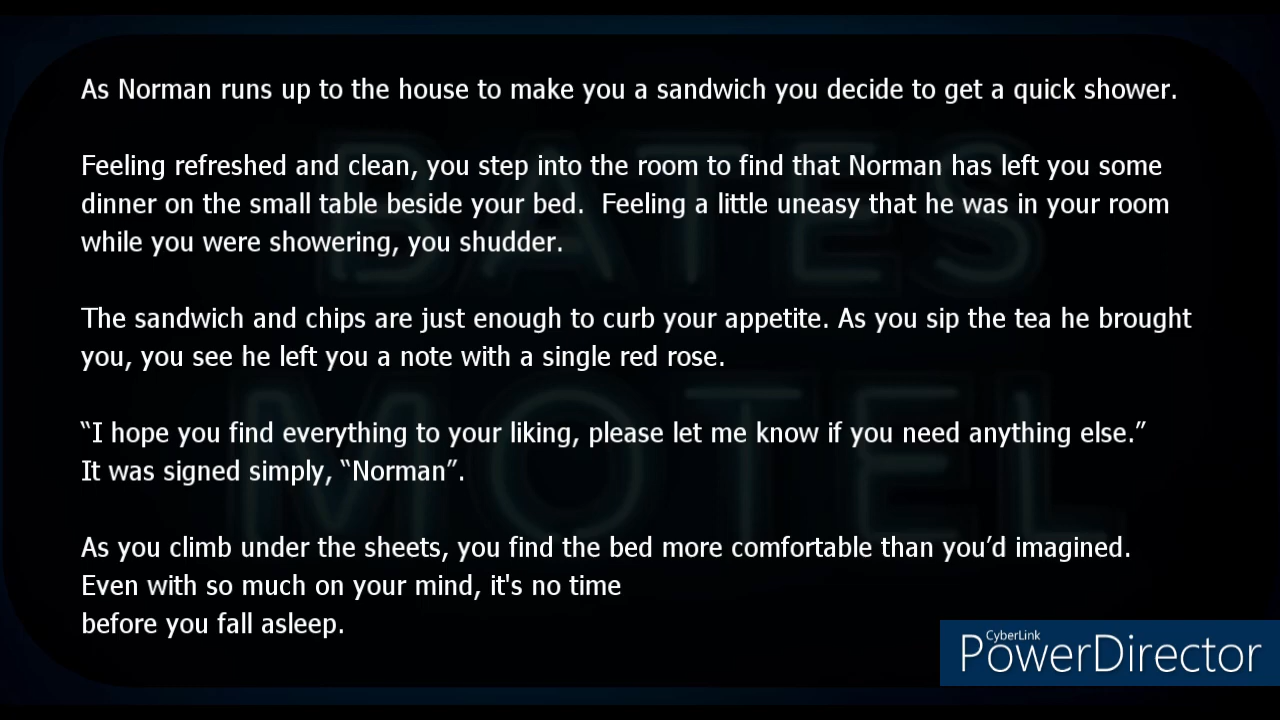 As Norman runs up to the house to make you a sandwich you decide to get a quick shower.
Feeling refreshed and clean, you step into the room to find that Norman has left you some
dinner on the small table beside your bed.  Feeling a little uneasy that he was in your room
while you were showering, you shudder.
The sandwich and chips are just enough to curb your appetite. As you sip the tea he brought
you, you see he left you a note with a single red rose.
“I hope you find everything to your liking, please let me know if you need anything else.”
It was signed simply, “Norman”.
As you climb under the sheets, you find the bed more comfortable than you’d imagined.
Even with so much on your mind, it's no time
before you fall asleep.
BATES
MOTEL
CyberLink
PowerDirector